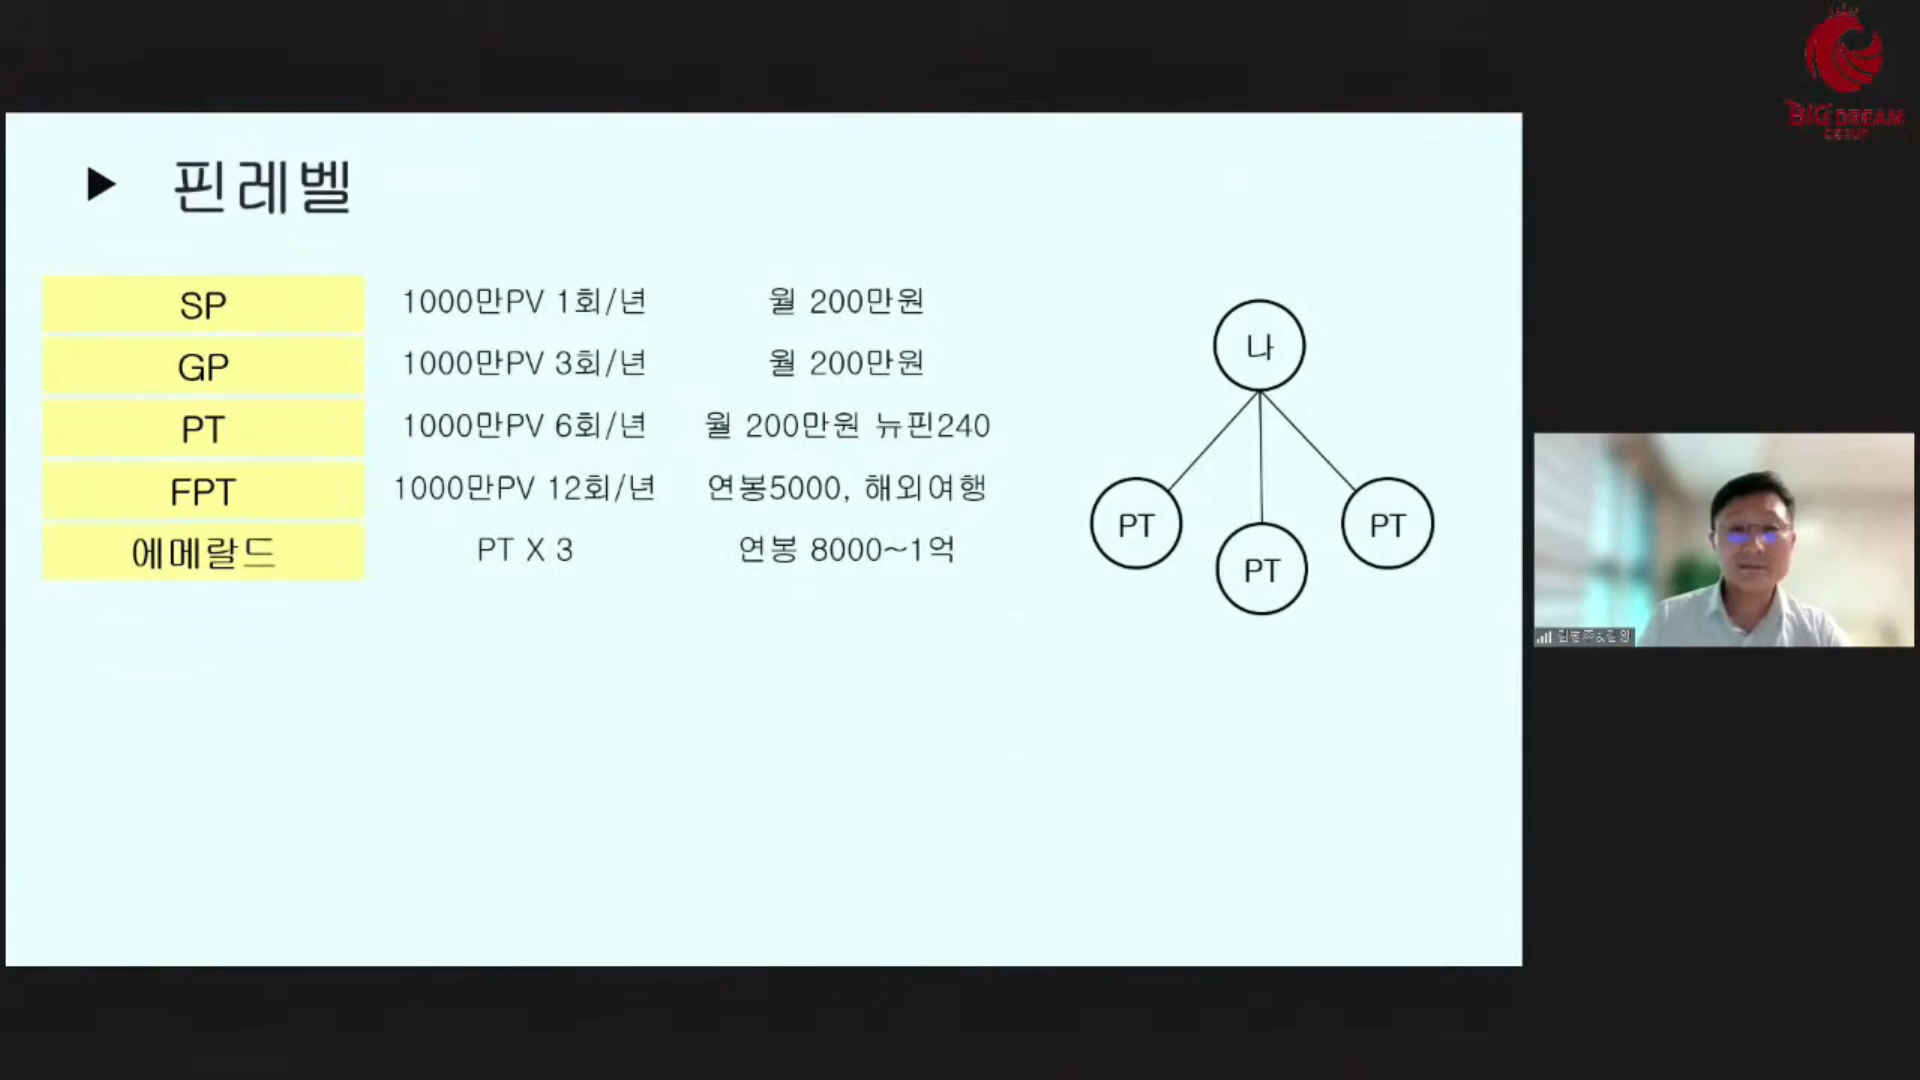 BIG DREAM
GROUP
▶ 핀레벨
SP 1000만PV 1회/년 월 200만원
GP 1000만PV 3회/년 월 200만원
PT 1000만PV 6회/년 월 200만원 뉴핀240
FPT 1000만PV 12회/년 연봉5000, 해외여행
에메랄드 PT X 3 연봉 8000~1억
나
PT
PT
PT